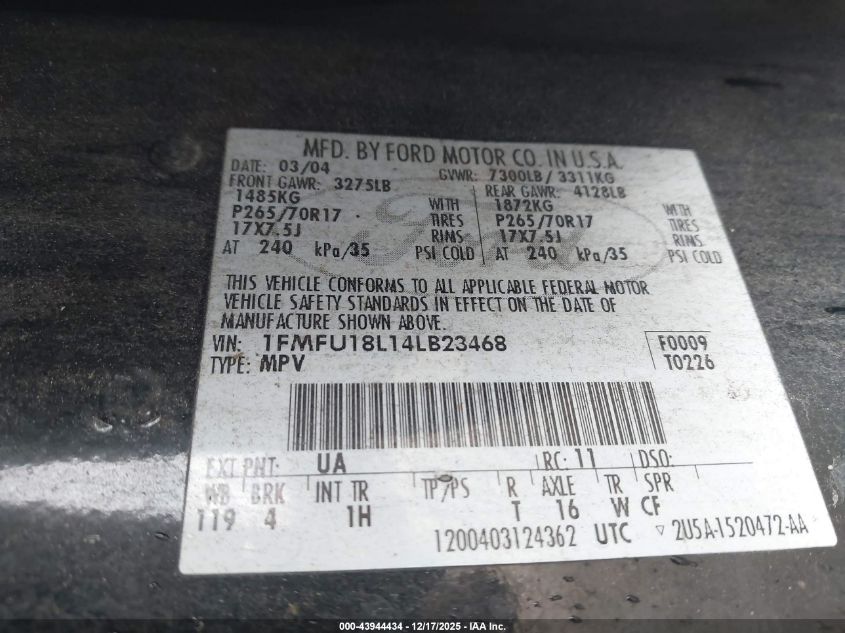 MFD. BY FORD MOTOR CO. IN U.S.A.
DATE: 03/04 GVWR: 7300LB / 3311KG
FRONT GAWR: 3275LB REAR GAWR: 4128LB
1485KG WITH 1872KG WITH
P265/70R17 TIRES P265/70R17 TIRES
17X7.5J RIMS 17X7.5J RIMS
AT 240 kPa/35 PSI COLD AT 240 kPa/35 PSI COLD
THIS VEHICLE CONFORMS TO ALL APPLICABLE FEDERAL MOTOR
VEHICLE SAFETY STANDARDS IN EFFECT ON THE DATE OF
MANUFACTURE SHOWN ABOVE.
VIN: 1FMFU18L14LB23468 F0009
TYPE: MPV T0226
EXT PNT: UA RC: 11 DSO:
WB BRK INT TR TP/PS R AXLE TR SPR
119 4 1H T 16 W CF
1200403124362 UTC ▽ 2U5A-1520472-AA
000-43944434 | 12/17/2025 - IAA Inc.